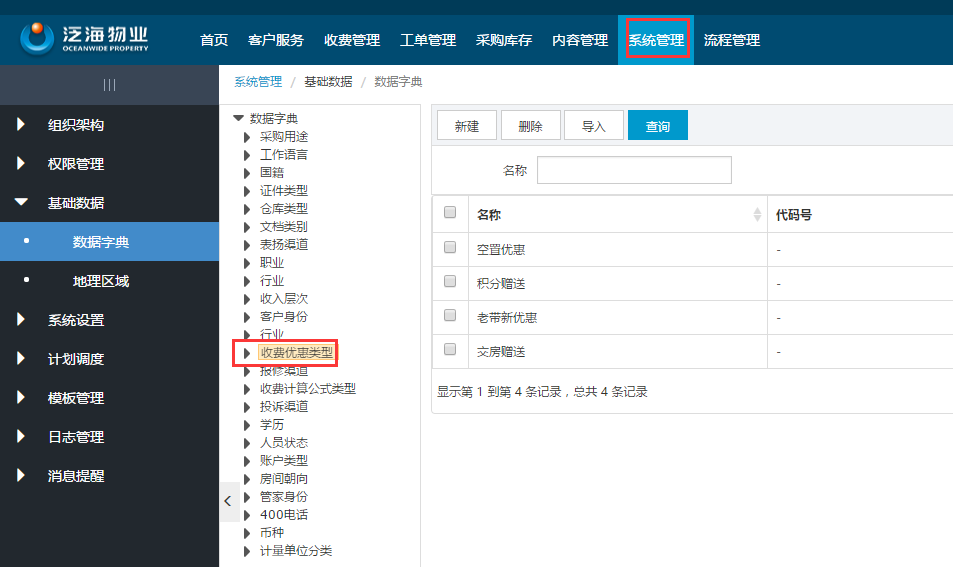 泛海物业
OCEANWIDE PROPERTY
首页 客户服务 收费管理 工单管理 采购库存 内容管理 系统管理 流程管理
组织架构
权限管理
基础数据
数据字典
地理区域
系统设置
计划调度
模板管理
日志管理
消息提醒
系统管理 / 基础数据 / 数据字典
数据字典
采购用途
工作语言
国籍
证件类型
仓库类型
文档类别
表扬渠道
职业
行业
收入层次
客户身份
行业
收费优惠类型
报修渠道
收费计算公式类型
投诉渠道
学历
人员状态
账户类型
房间朝向
管家身份
400电话
币种
计量单位分类
新建 删除 导入 查询
名称
名称 代码号
空置优惠 -
积分赠送 -
老带新优惠 -
交房赠送 -
显示第 1 到第 4 条记录，总共 4 条记录